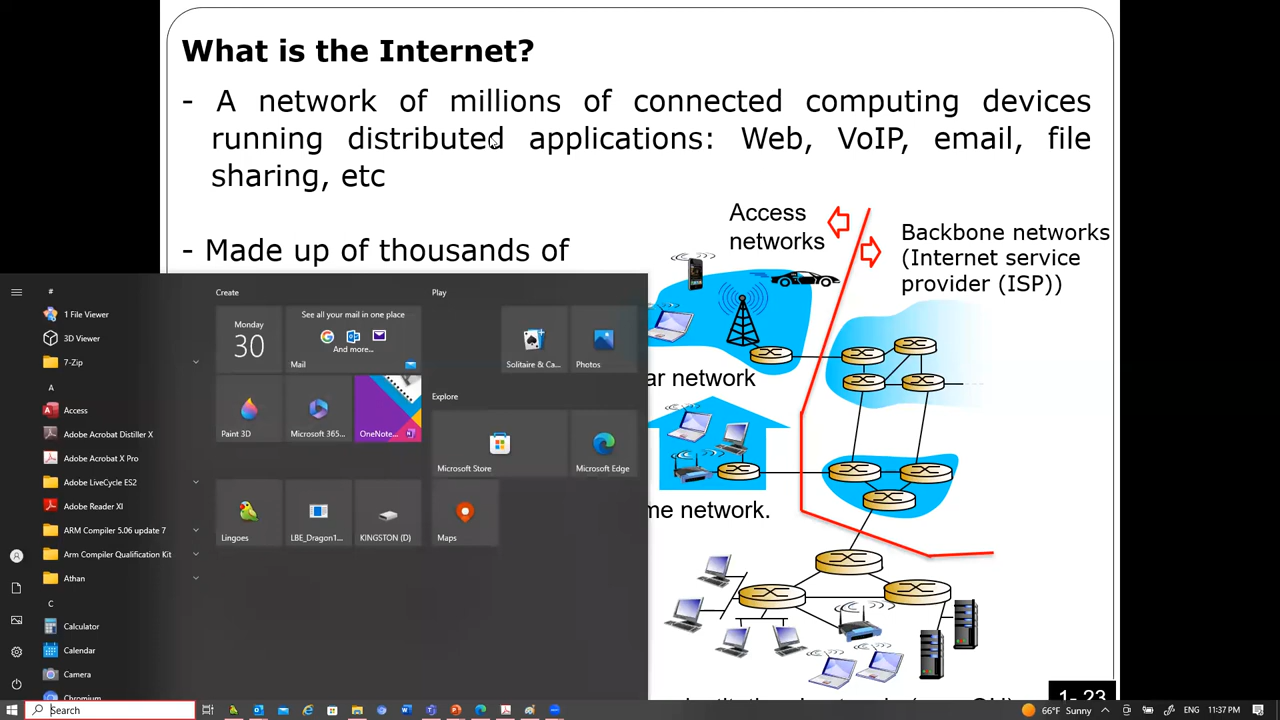 What is the Internet?
- A network of millions of connected computing devices
running distributed applications: Web, VoIP, email, file
sharing, etc
- Made up of thousands of
Access
networks
Backbone networks
(Internet service
provider (ISP))
ar network
me network.
1- 23
#
1 File Viewer
3D Viewer
7-Zip
A
Access
Adobe Acrobat Distiller X
Adobe Acrobat X Pro
Adobe LiveCycle ES2
Adobe Reader XI
ARM Compiler 5.06 update 7
Arm Compiler Qualification Kit
Athan
C
Calculator
Calendar
Camera
Chromium
Create
Monday
30
See all your mail in one place
And more...
Mail
Paint 3D
Microsoft 365...
OneNote...
Lingoes
LBE_Dragon1...
KINGSTON (D)
Play
Solitaire & Ca...
Photos
Explore
Microsoft Store
Microsoft Edge
Maps
Search
66°F Sunny
11:37 PM